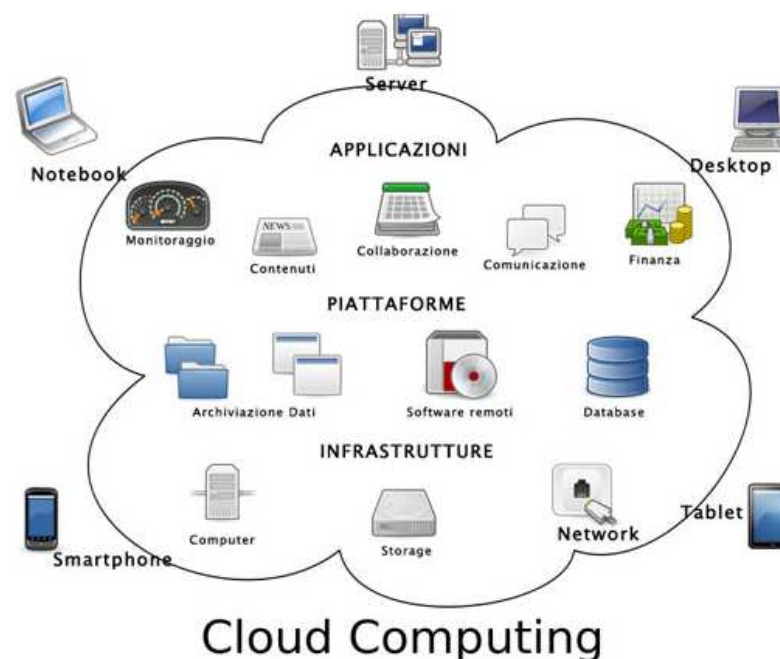 Server
Notebook
Desktop
APPLICAZIONI
Monitoraggio
NEWS
Contenuti
Collaborazione
Comunicazione
Finanza
PIATTAFORME
Archiviazione Dati
Software remoti
Database
INFRASTRUTTURE
Computer
Storage
Network
Smartphone
Tablet
Cloud Computing